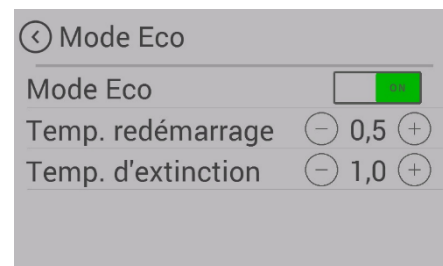 Mode Eco
Mode Eco ON
Temp. redémarrage 0,5
Temp. d'extinction 1,0